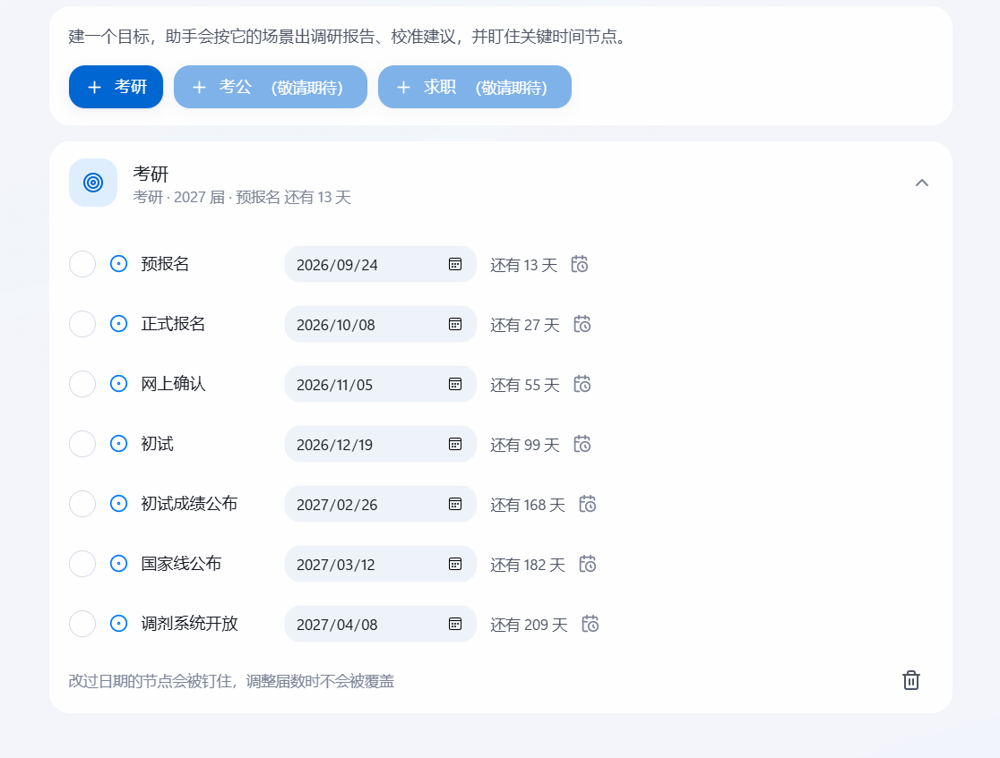 建一个目标，助手会按它的场景出调研报告、校准建议，并盯住关键时间节点。
+ 考研 + 考公 （敬请期待） + 求职 （敬请期待）
考研
考研 · 2027 届 · 预报名 还有 13 天
预报名 2026/09/24 还有 13 天
正式报名 2026/10/08 还有 27 天
网上确认 2026/11/05 还有 55 天
初试 2026/12/19 还有 99 天
初试成绩公布 2027/02/26 还有 168 天
国家线公布 2027/03/12 还有 182 天
调剂系统开放 2027/04/08 还有 209 天
改过日期的节点会被钉住，调整届数时不会被覆盖